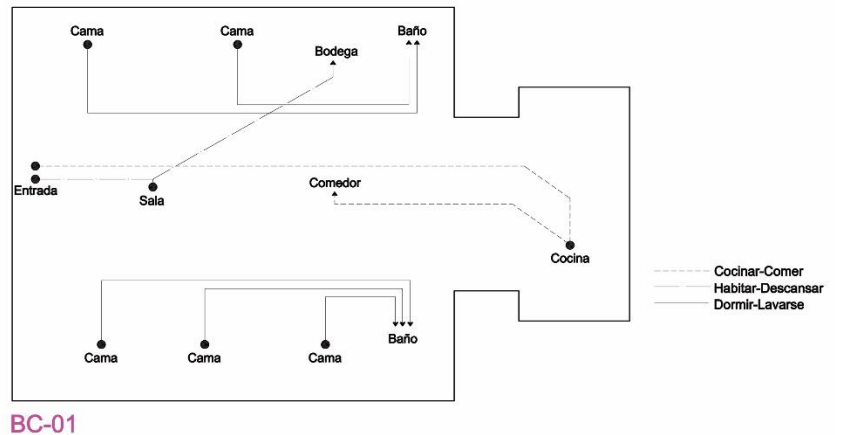 Cama
Cama
Baño
Bodega
Entrada
Sala
Comedor
Cocina
Cocinar-Comer
Habitar-Descansar
Dormir-Lavarse
Baño
Cama
Cama
Cama
BC-01